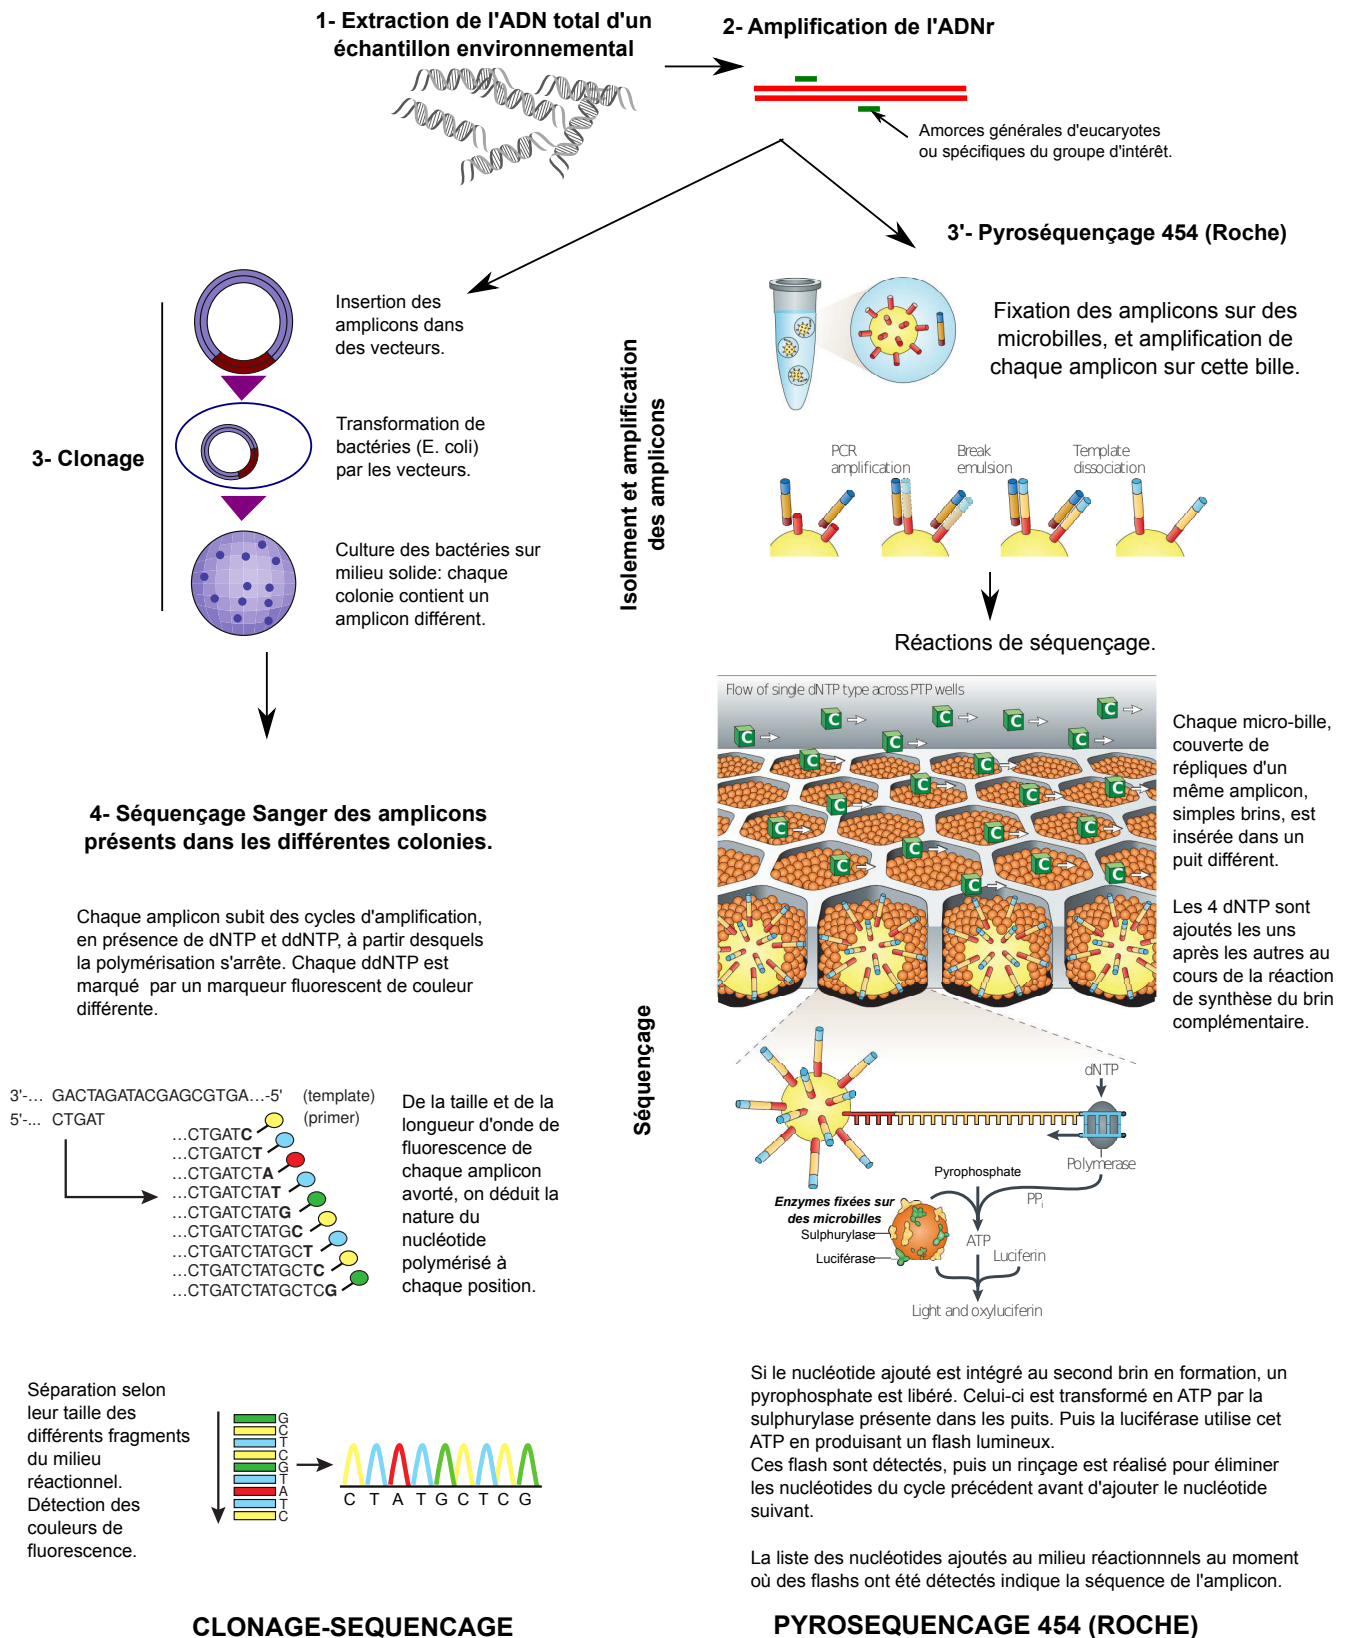 1- Extraction de l'ADN total d'un
échantillon environnemental
2- Amplification de l'ADNr
Amorces générales d'eucaryotes
ou spécifiques du groupe d'intérêt.
3- Clonage
Insertion des
amplicons dans
des vecteurs.
Transformation de
bactéries (E. coli)
par les vecteurs.
Culture des bactéries sur
milieu solide: chaque
colonie contient un
amplicon différent.
Isolement et amplification
des amplicons
3'- Pyroséquençage 454 (Roche)
Fixation des amplicons sur des
microbilles, et amplification de
chaque amplicon sur cette bille.
PCR
amplification
Break
emulsion
Template
dissociation
Réactions de séquençage.
4- Séquençage Sanger des amplicons
présents dans les différentes colonies.
Chaque amplicon subit des cycles d'amplification,
en présence de dNTP et ddNTP, à partir desquels
la polymérisation s'arrête. Chaque ddNTP est
marqué  par un marqueur fluorescent de couleur
différente.
3'-... GACTAGATACGAGCGTGA...-5' (template)
5'-... CTGAT (primer)
...CTGATC
...CTGATCT
...CTGATCTA
...CTGATCTAT
...CTGATCTATG
...CTGATCTATGC
...CTGATCTATGCT
...CTGATCTATGCTC
...CTGATCTATGCTCG
De la taille et de la
longueur d'onde de
fluorescence de
chaque amplicon
avorté, on déduit la
nature du
nucléotide
polymérisé à
chaque position.
Séparation selon
leur taille des
différents fragments
du milieu
réactionnel.
Détection des
couleurs de
fluorescence.
G
C
T
C
G
T
A
T
C
C T A T G C T C G
Séquençage
Flow of single dNTP type across PTP wells
C C C C C
C C C
C C C C
C C C C
C C C
C C C
C C
Chaque micro-bille,
couverte de
répliques d'un
même amplicon,
simples brins, est
insérée dans un
puit différent.
Les 4 dNTP sont
ajoutés les uns
après les autres au
cours de la réaction
de synthèse du brin
complémentaire.
dNTP
Polymerase
Pyrophosphate
PPi
Enzymes fixées sur
des microbilles
Sulphurylase
Luciférase
ATP
Luciferin
Light and oxyluciferin
Si le nucléotide ajouté est intégré au second brin en formation, un
pyrophosphate est libéré. Celui-ci est transformé en ATP par la
sulphurylase présente dans les puits. Puis la luciférase utilise cet
ATP en produisant un flash lumineux.
Ces flash sont détectés, puis un rinçage est réalisé pour éliminer
les nucléotides du cycle précédent avant d'ajouter le nucléotide
suivant.
La liste des nucléotides ajoutés au milieu réactionnnels au moment
où des flashs ont été détectés indique la séquence de l'amplicon.
CLONAGE-SEQUENCAGE
PYROSEQUENCAGE 454 (ROCHE)